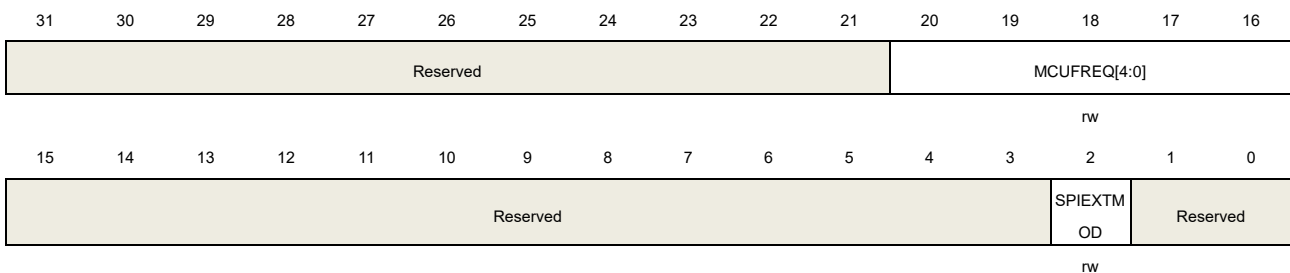 31 30 29 28 27 26 25 24 23 22 21 20 19 18 17 16
Reserved MCUFREQ[4:0]
rw
15 14 13 12 11 10 9 8 7 6 5 4 3 2 1 0
Reserved SPIEXTM
OD Reserved
rw